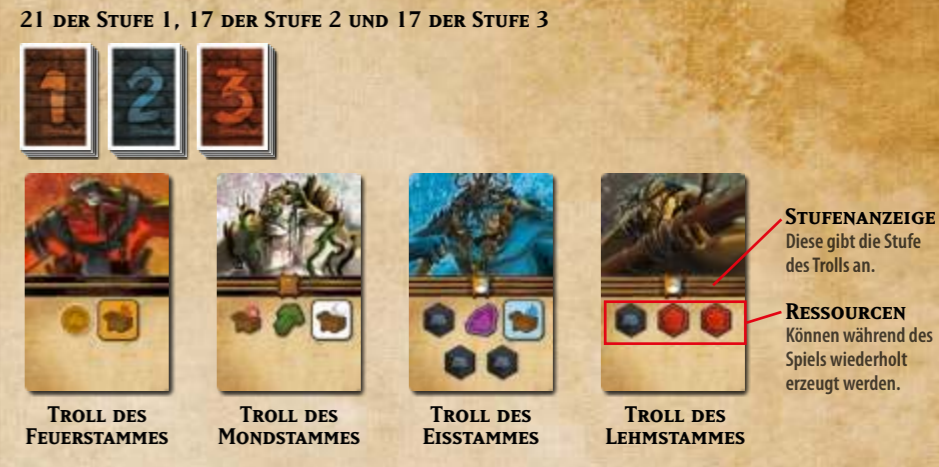 21 DER STUFE 1, 17 DER STUFE 2 UND 17 DER STUFE 3
1 2 3
STUFENANZEIGE
Diese gibt die Stufe
des Trolls an.
RESSOURCEN
Können während des
Spiels wiederholt
erzeugt werden.
TROLL DES
FEUERSTAMMES
TROLL DES
MONDSTAMMES
TROLL DES
EISSTAMMES
TROLL DES
LEHMSTAMMES